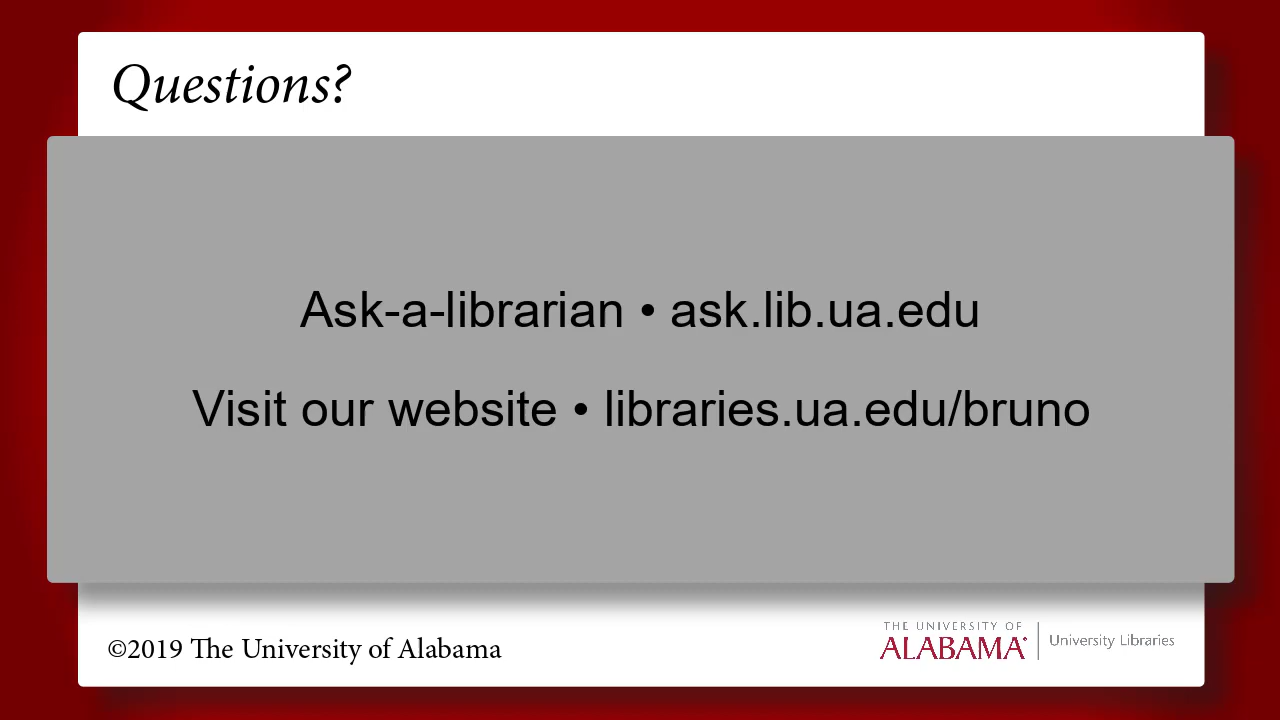 Questions?
Ask-a-librarian • ask.lib.ua.edu
Visit our website • libraries.ua.edu/bruno
©2019 The University of Alabama
THE UNIVERSITY OF
ALABAMA
University Libraries